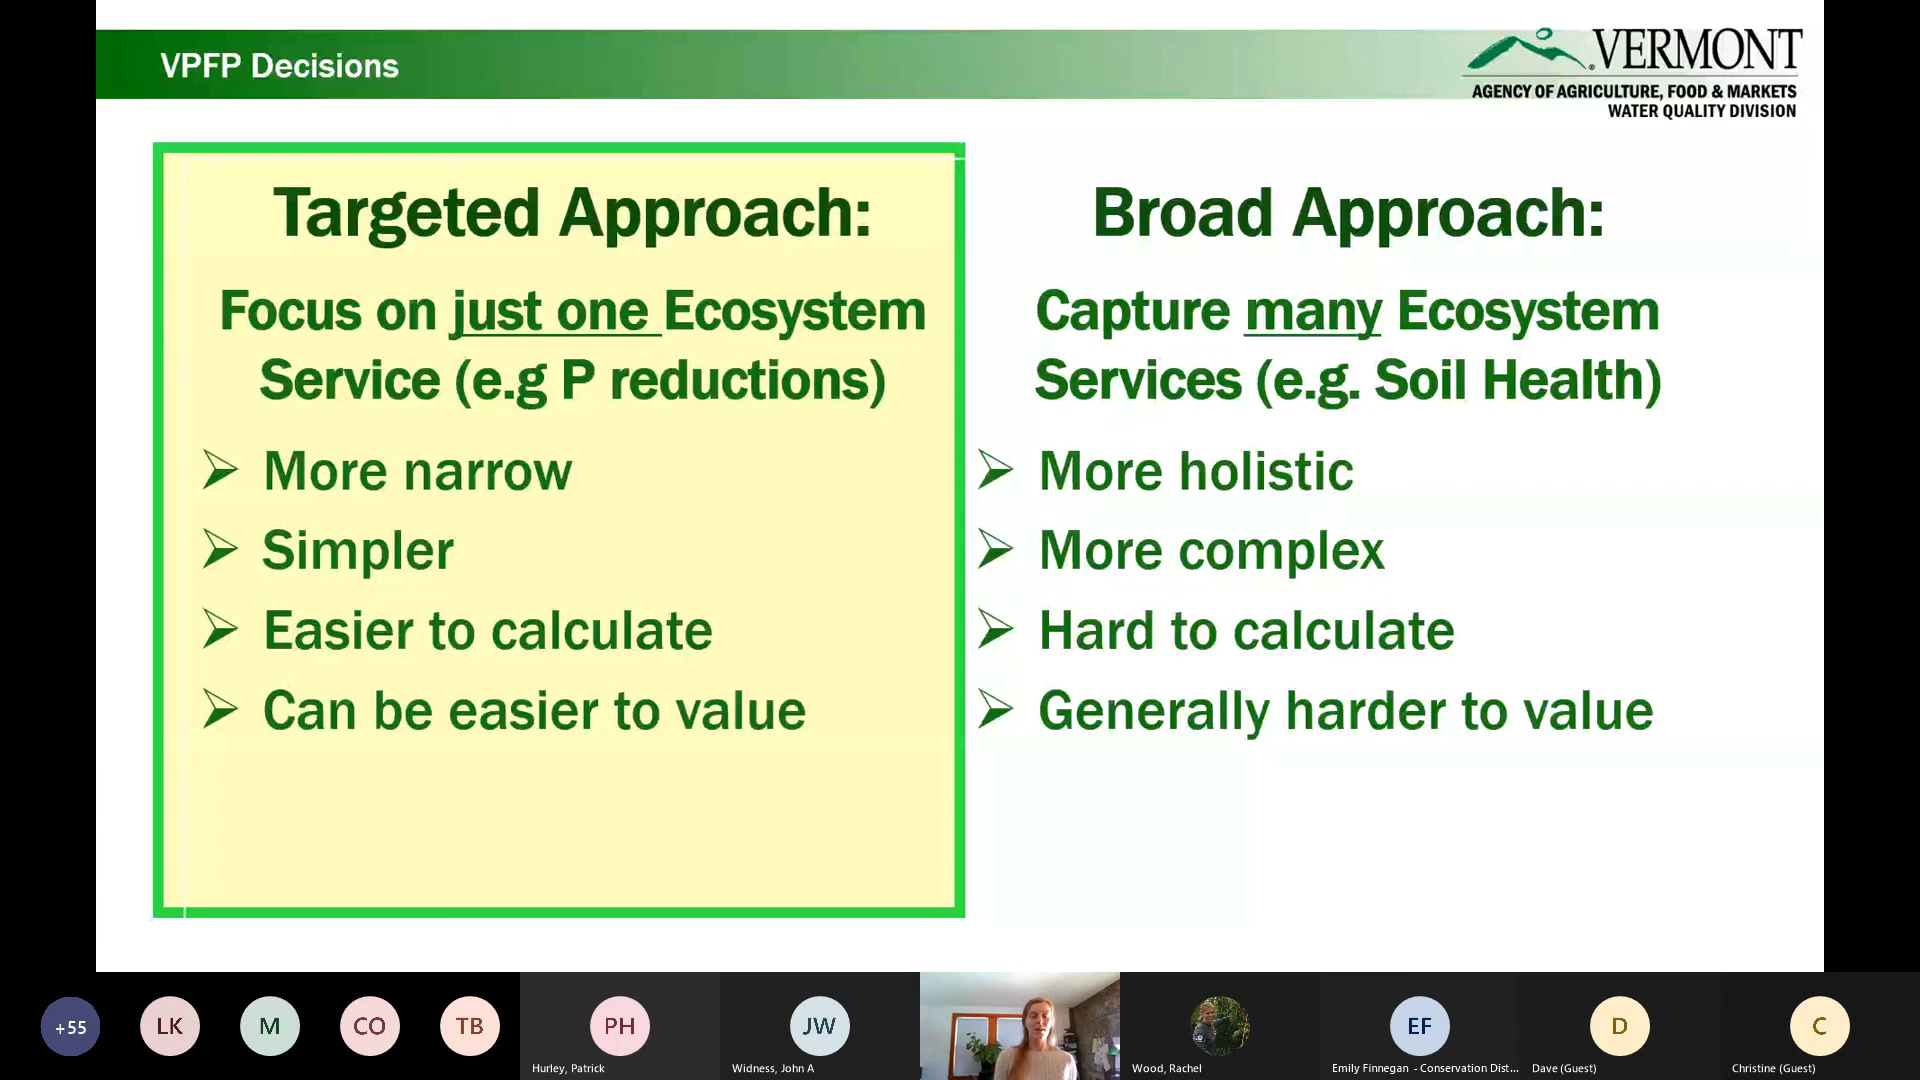 VPFP Decisions
VERMONT
AGENCY OF AGRICULTURE, FOOD & MARKETS
WATER QUALITY DIVISION
Targeted Approach:
Focus on just one Ecosystem
Service (e.g P reductions)
More narrow
Simpler
Easier to calculate
Can be easier to value
Broad Approach:
Capture many Ecosystem
Services (e.g. Soil Health)
More holistic
More complex
Hard to calculate
Generally harder to value
+55
LK
M
CO
TB
PH
Hurley, Patrick
JW
Widness, John A
Wood, Rachel
EF
Emily Finnegan - Conservation Dist...
D
Dave (Guest)
C
Christine (Guest)